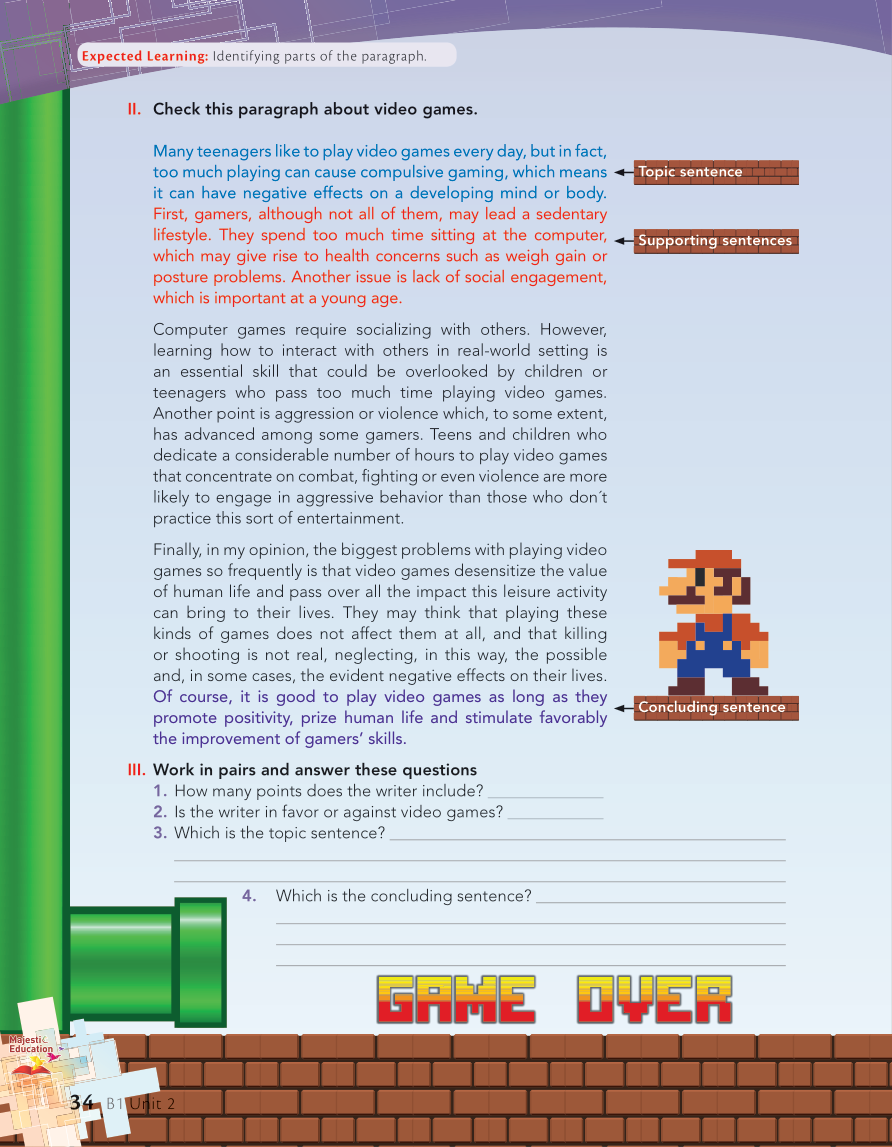 Expected Learning: Identifying parts of the paragraph.
II. Check this paragraph about video games.
Many teenagers like to play video games every day, but in fact,
too much playing can cause compulsive gaming, which means
it can have negative effects on a developing mind or body.
First, gamers, although not all of them, may lead a sedentary
lifestyle. They spend too much time sitting at the computer,
which may give rise to health concerns such as weigh gain or
posture problems. Another issue is lack of social engagement,
which is important at a young age.
Topic sentence
Supporting sentences
Computer games require socializing with others. However,
learning how to interact with others in real-world setting is
an essential skill that could be overlooked by children or
teenagers who pass too much time playing video games.
Another point is aggression or violence which, to some extent,
has advanced among some gamers. Teens and children who
dedicate a considerable number of hours to play video games
that concentrate on combat, fighting or even violence are more
likely to engage in aggressive behavior than those who don´t
practice this sort of entertainment.
Finally, in my opinion, the biggest problems with playing video
games so frequently is that video games desensitize the value
of human life and pass over all the impact this leisure activity
can bring to their lives. They may think that playing these
kinds of games does not affect them at all, and that killing
or shooting is not real, neglecting, in this way, the possible
and, in some cases, the evident negative effects on their lives.
Of course, it is good to play video games as long as they
promote positivity, prize human life and stimulate favorably
the improvement of gamers’ skills.
Concluding sentence
III. Work in pairs and answer these questions
1. How many points does the writer include?
2. Is the writer in favor or against video games?
3. Which is the topic sentence?
4. Which is the concluding sentence?
GAME OVER
Majestic
Education
34 B1 Unit 2